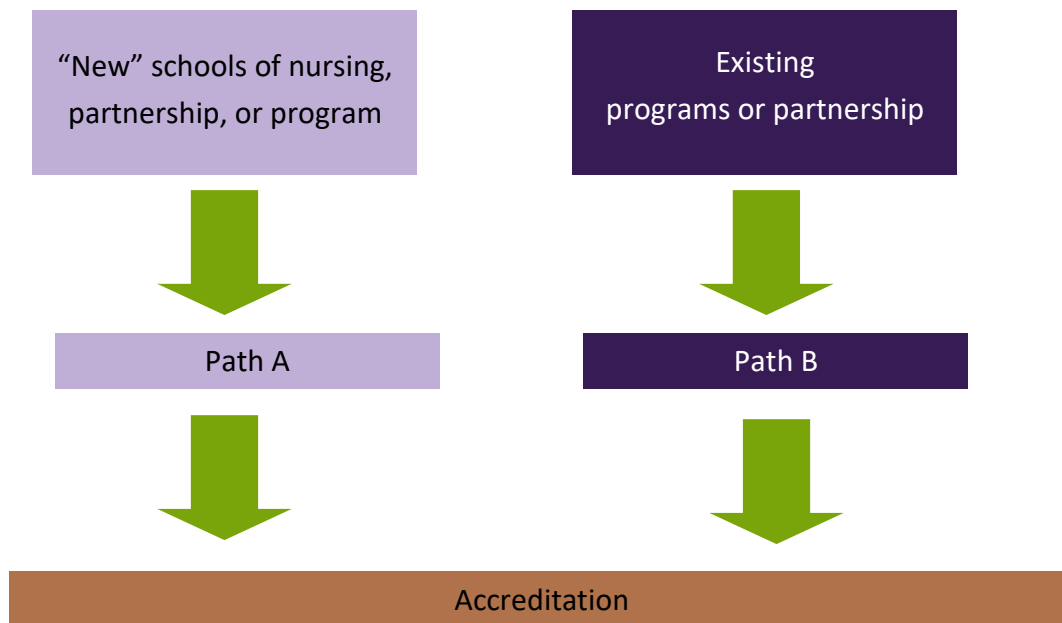 “New” schools of nursing,
partnership, or program
Existing
programs or partnership
Path A
Path B
Accreditation